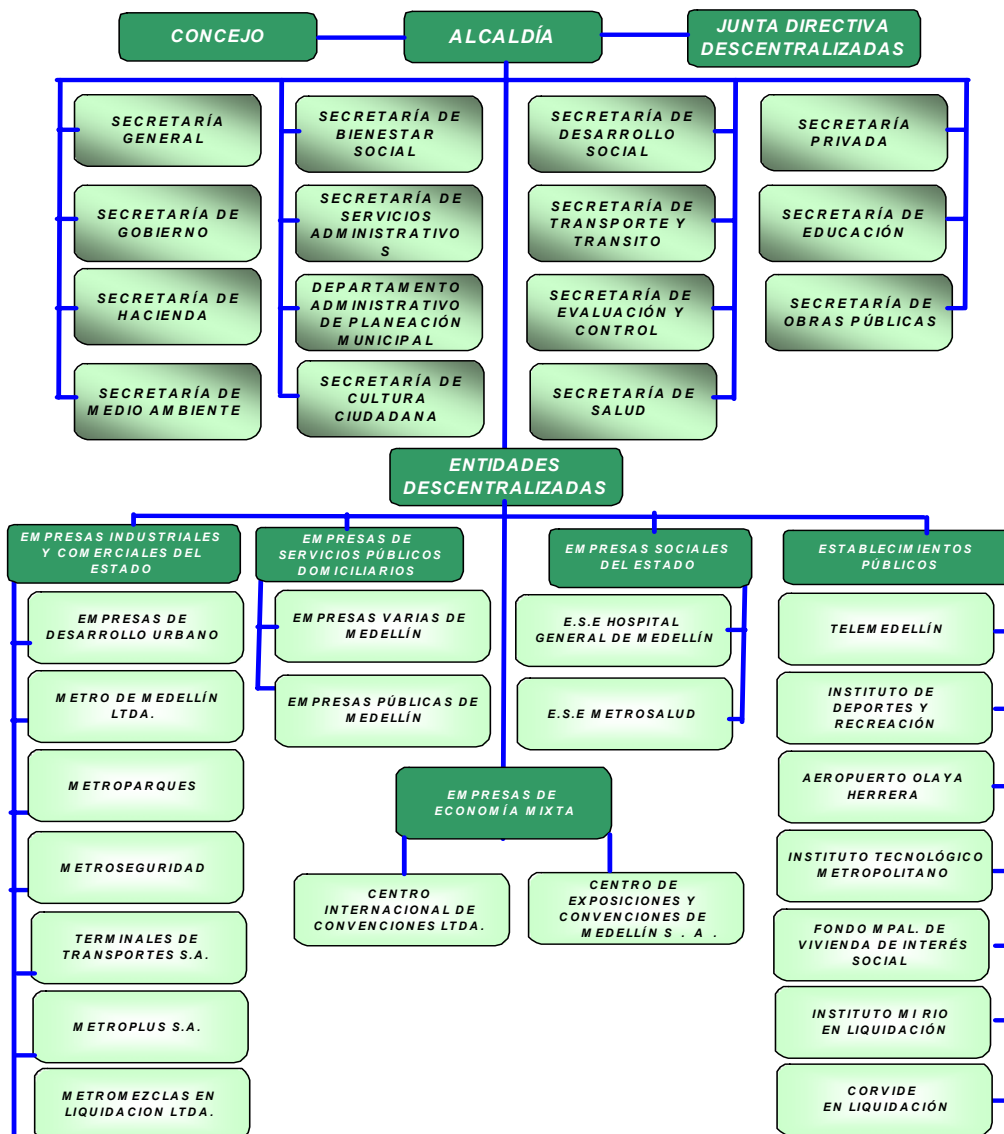 CONCEJO
ALCALDÍA
JUNTA DIRECTIVA
DESCENTRALIZADAS
SECRETARÍA
GENERAL
SECRETARÍA DE
GOBIERNO
SECRETARÍA DE
HACIENDA
SECRETARÍA DE
MEDIO AMBIENTE
SECRETARÍA DE
BIENESTAR
SOCIAL
SECRETARÍA DE
SERVICIOS
ADMINISTRATIVO
S
DEPARTAMENTO
ADMINISTRATIVO
DE PLANEACIÓN
MUNICIPAL
SECRETARÍA DE
CULTURA
CIUDADANA
SECRETARÍA DE
DESARROLLO
SOCIAL
SECRETARÍA DE
TRANSPORTE Y
TRANSITO
SECRETARÍA DE
EVALUACIÓN Y
CONTROL
SECRETARÍA DE
SALUD
SECRETARÍA
PRIVADA
SECRETARÍA DE
EDUCACIÓN
SECRETARÍA DE
OBRAS PÚBLICAS
ENTIDADES
DESCENTRALIZADAS
EMPRESAS INDUSTRIALES
Y COMERCIALES DEL
ESTADO
EMPRESAS DE
DESARROLLO URBANO
METRO DE MEDELLÍN
LTDA.
METROPARQUES
METROSEGURIDAD
TERMINALES DE
TRANSPORTES S.A.
METROPLUS S.A.
METROMEZCLAS EN
LIQUIDACION LTDA.
EMPRESAS DE
SERVICIOS PÚBLICOS
DOMICILIARIOS
EMPRESAS VARIAS DE
MEDELLÍN
EMPRESAS PÚBLICAS DE
MEDELLÍN
EMPRESAS SOCIALES
DEL ESTADO
E.S.E HOSPITAL
GENERAL DE MEDELLÍN
E.S.E METROSALUD
EMPRESAS DE
ECONOMÍA MIXTA
CENTRO
INTERNACIONAL DE
CONVENCIONES LTDA.
CENTRO DE
EXPOSICIONES Y
CONVENCIONES DE
MEDELLÍN S . A .
ESTABLECIMIENTOS
PÚBLICOS
TELEMEDELLÍN
INSTITUTO DE
DEPORTES Y
RECREACIÓN
AEROPUERTO OLAYA
HERRERA
INSTITUTO TECNOLÓGICO
METROPOLITANO
FONDO MPAL. DE
VIVIENDA DE INTERÉS
SOCIAL
INSTITUTO MI RIO
EN LIQUIDACIÓN
CORVIDE
EN LIQUIDACIÓN